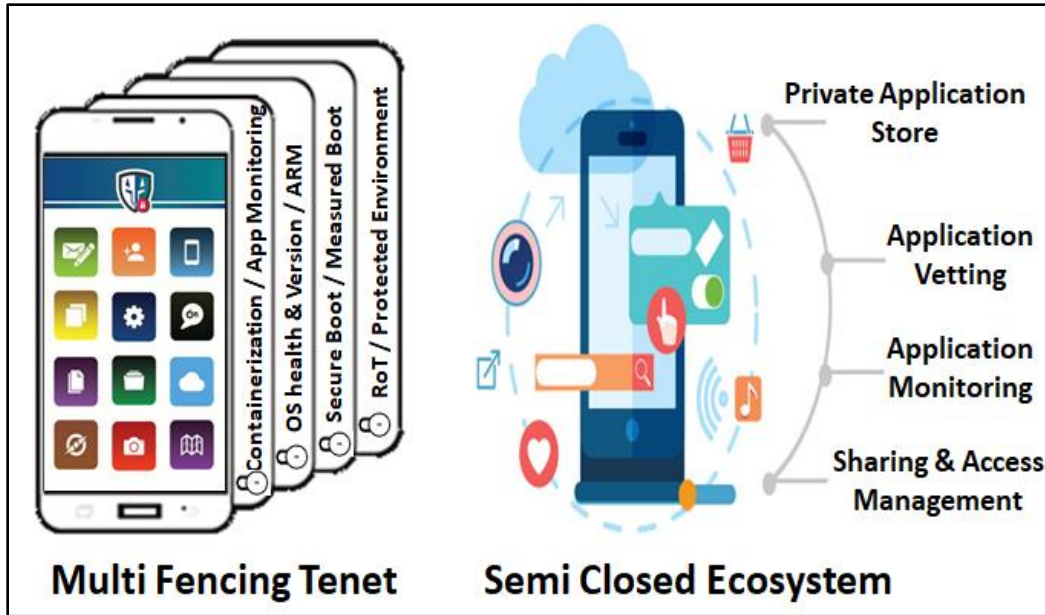 Containerization / App Monitoring
OS health & Version / ARM
Secure Boot / Measured Boot
RoT / Protected Environment
Multi Fencing Tenet
Private Application
Store
Application
Vetting
Application
Monitoring
Sharing & Access
Management
Semi Closed Ecosystem